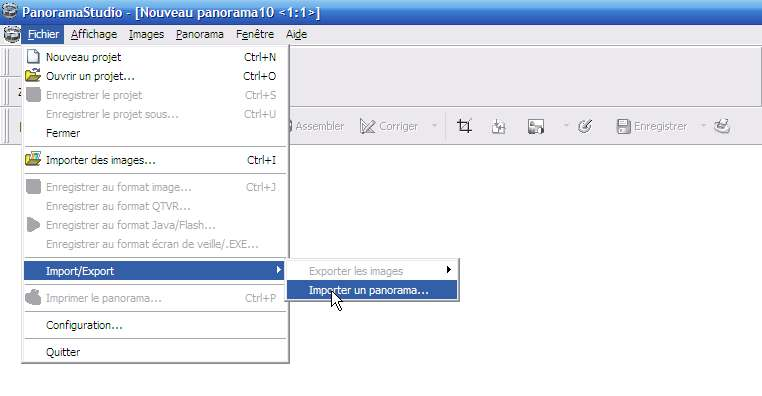 PanoramaStudio - [Nouveau panorama10 <1:1>]
Fichier Affichage Images Panorama Fenêtre Aide
Nouveau projet Ctrl+N
Ouvrir un projet... Ctrl+O
Enregistrer le projet Ctrl+S
Enregistrer le projet sous... Ctrl+U
Fermer
Assembler Corriger Enregistrer
Importer des images... Ctrl+I
Enregistrer au format image... Ctrl+J
Enregistrer au format QTVR...
Enregistrer au format Java/Flash...
Enregistrer au format écran de veille/.EXE...
Import/Export Exporter les images
Importer un panorama...
Imprimer le panorama... Ctrl+P
Configuration...
Quitter